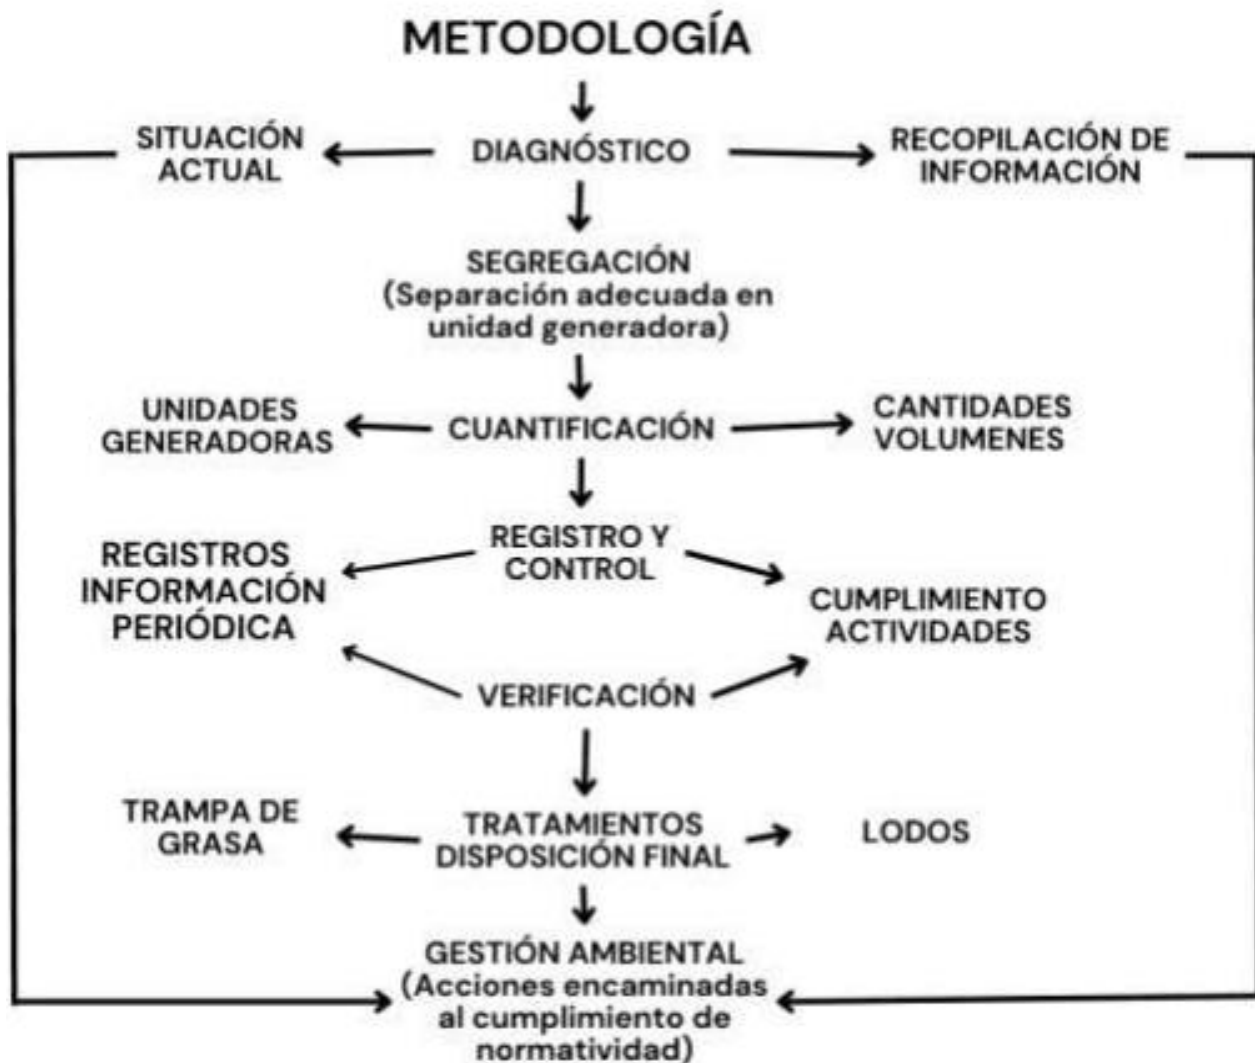 METODOLOGÍA
SITUACIÓN
ACTUAL
DIAGNÓSTICO
RECOPILACIÓN DE
INFORMACIÓN
SEGREGACIÓN
(Separación adecuada en
unidad generadora)
UNIDADES
GENERADORAS
CUANTIFICACIÓN
CANTIDADES
VOLUMENES
REGISTRO Y
CONTROL
REGISTROS
INFORMACIÓN
PERIÓDICA
CUMPLIMIENTO
ACTIVIDADES
VERIFICACIÓN
TRAMPA DE
GRASA
TRATAMIENTOS
DISPOSICIÓN FINAL
LODOS
GESTIÓN AMBIENTAL
(Acciones encaminadas
al cumplimiento de
normatividad)